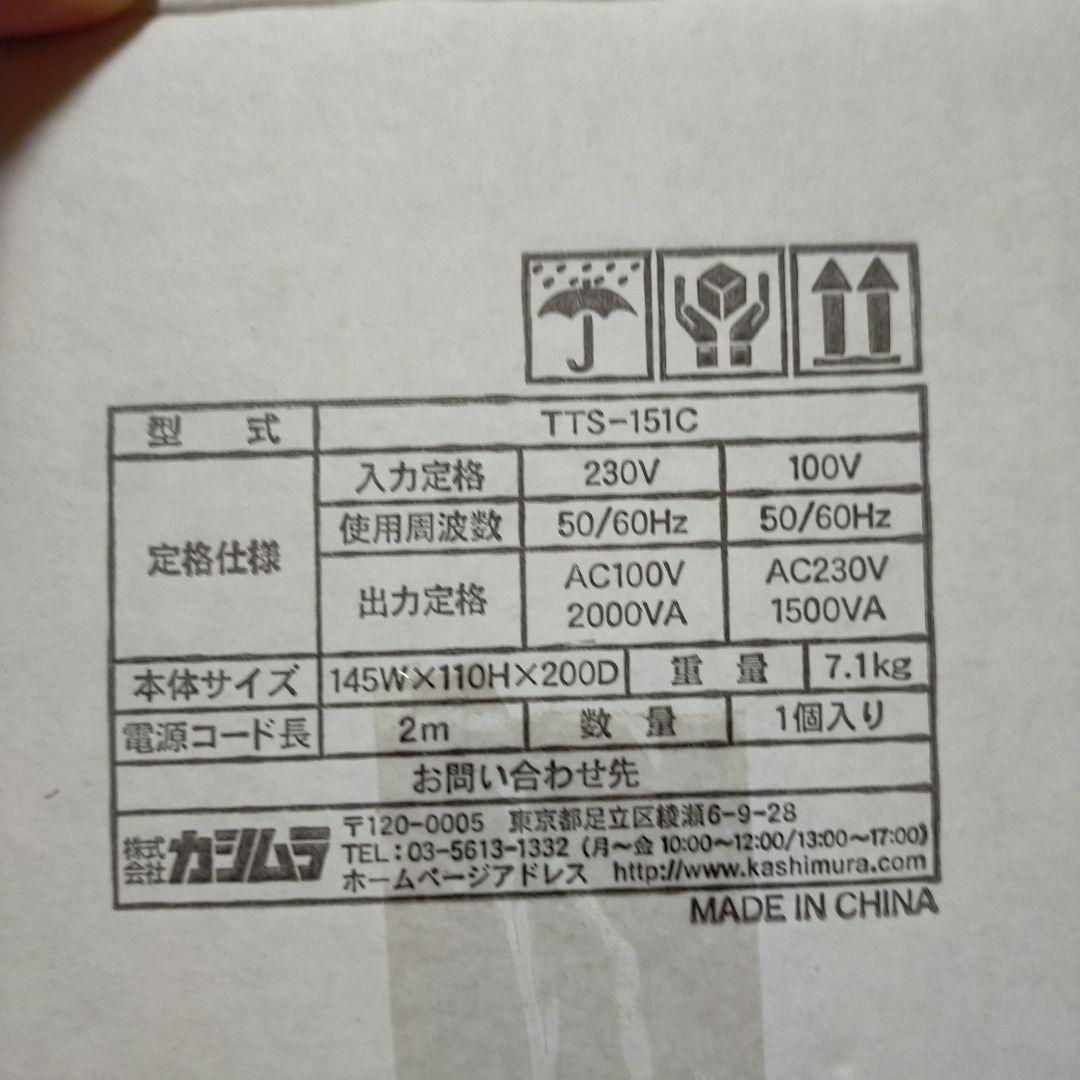 型 式 TTS-151C
定格仕様
入力定格 230V 100V
使用周波数 50/60Hz 50/60Hz
出力定格 AC100V 2000VA AC230V 1500VA
本体サイズ 145W×110H×200D 重 量 7.1kg
電源コード長 2m 数 量 1個入り
お問い合わせ先
株式会社カシムラ
〒120-0005 東京都足立区綾瀬6-9-28
TEL:03-5613-1332 (月〜金 10:00〜12:00/13:00〜17:00)
ホームページアドレス http://www.kashimura.com
MADE IN CHINA